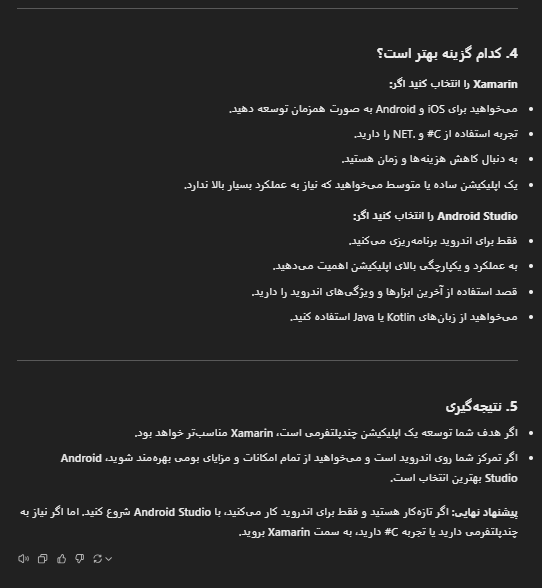 4. کدام گزینه بهتر است؟
Xamarin را انتخاب کنید اگر:
می‌خواهید برای iOS و Android به صورت همزمان توسعه دهید.
تجربه استفاده از C# و .NET را دارید.
به دنبال کاهش هزینه‌ها و زمان هستید.
یک اپلیکیشن ساده یا متوسط می‌خواهید که نیاز به عملکرد بسیار بالا ندارد.
Android Studio را انتخاب کنید اگر:
فقط برای اندروید برنامه‌ریزی می‌کنید.
به عملکرد و یکپارچگی بالای اپلیکیشن اهمیت می‌دهید.
قصد استفاده از آخرین ابزارها و ویژگی‌های اندروید را دارید.
می‌خواهید از زبان‌های Kotlin یا Java استفاده کنید.
5. نتیجه‌گیری
اگر هدف شما توسعه یک اپلیکیشن چندپلتفرمی است، Xamarin مناسب‌تر خواهد بود.
اگر تمرکز شما روی اندروید است و می‌خواهید از تمام امکانات و مزایای بومی بهره‌مند شوید، Android
Studio بهترین انتخاب است.
پیشنهاد نهایی: اگر تازه‌کار هستید و فقط برای اندروید کار می‌کنید، با Android Studio شروع کنید. اما اگر نیاز به
چندپلتفرمی دارید یا تجربه C# دارید، به سمت Xamarin بروید.